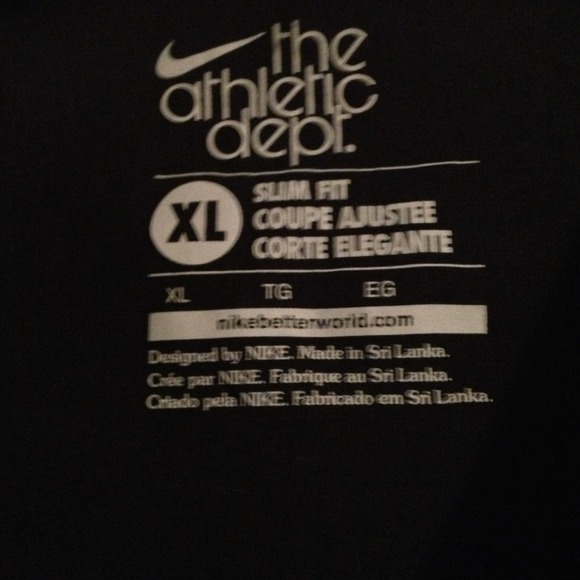 the
athletic
dept.
XL
SLIM FIT
COUPE AJUSTEE
CORTE ELEGANTE
XL TG EG
nikebetterworld.com
Designed by NIKE. Made in Sri Lanka.
Crée par NIKE. Fabrique au Sri Lanka.
Criado pela NIKE. Fabricado em Sri Lanka.